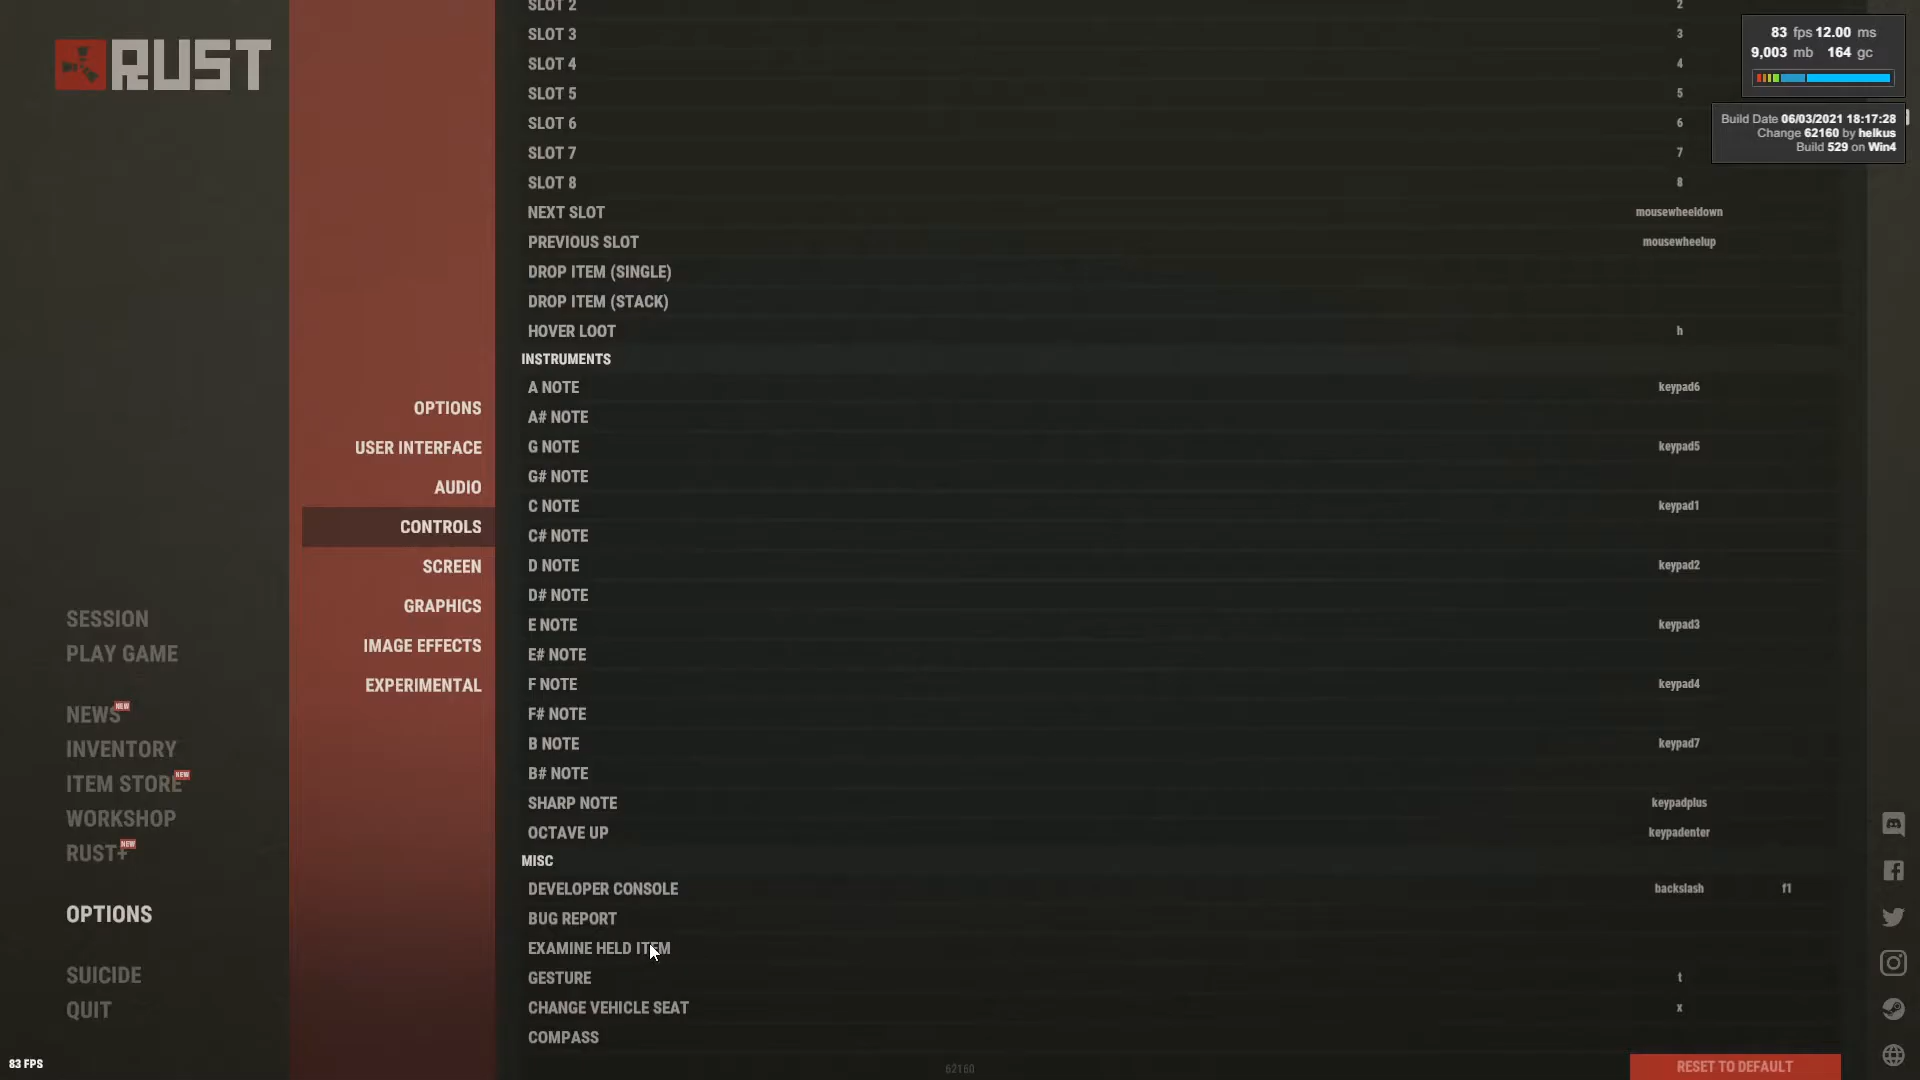 RUST
SESSION
PLAY GAME
NEWS NEW
INVENTORY
ITEM STORE NEW
WORKSHOP
RUST+ NEW
OPTIONS
SUICIDE
QUIT
83 FPS
OPTIONS
USER INTERFACE
AUDIO
CONTROLS
SCREEN
GRAPHICS
IMAGE EFFECTS
EXPERIMENTAL
SLOT 2 2
SLOT 3 3
SLOT 4 4
SLOT 5 5
SLOT 6 6
SLOT 7 7
SLOT 8 8
NEXT SLOT mousewheeldown
PREVIOUS SLOT mousewheelup
DROP ITEM (SINGLE)
DROP ITEM (STACK)
HOVER LOOT h
INSTRUMENTS
A NOTE keypad6
A# NOTE
G NOTE keypad5
G# NOTE
C NOTE keypad1
C# NOTE
D NOTE keypad2
D# NOTE
E NOTE keypad3
E# NOTE
F NOTE keypad4
F# NOTE
B NOTE keypad7
B# NOTE
SHARP NOTE keypadplus
OCTAVE UP keypadenter
MISC
DEVELOPER CONSOLE backslash f1
BUG REPORT
EXAMINE HELD ITEM
GESTURE t
CHANGE VEHICLE SEAT x
COMPASS
62160
RESET TO DEFAULT
83 fps 12.00 ms
9,003 mb 164 gc
Build Date 06/03/2021 18:17:28
Change 62160 by helkus
Build 529 on Win4